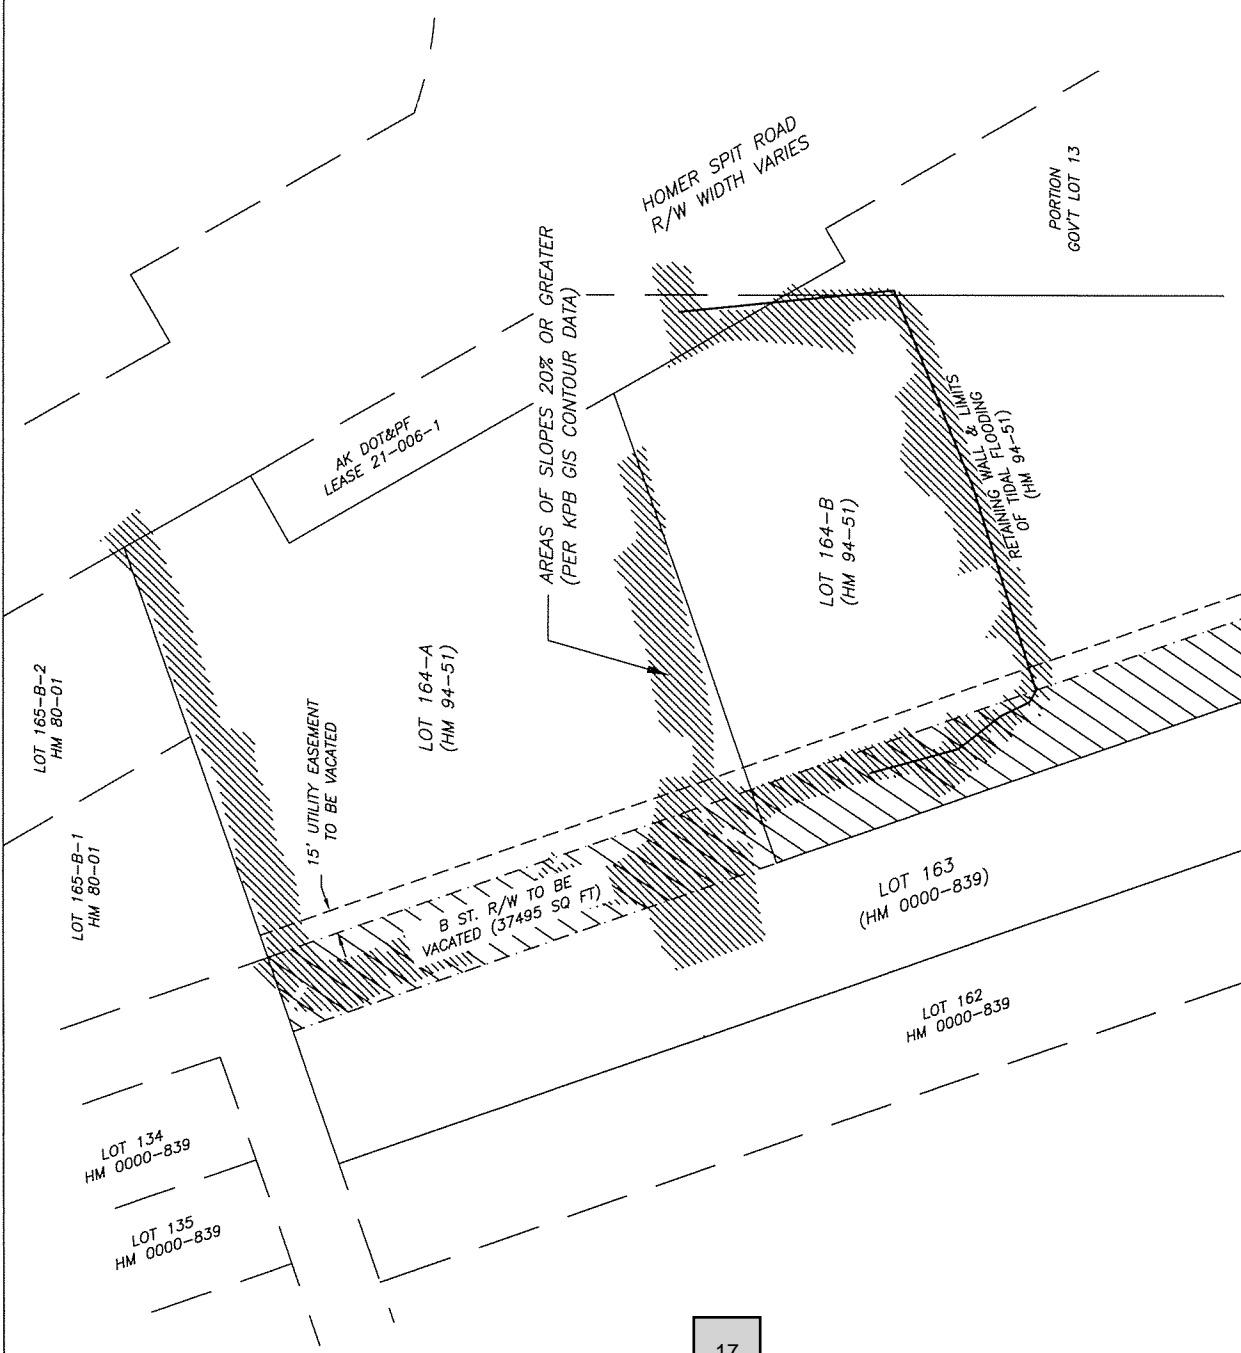 HOMER SPIT ROAD
R/W WIDTH VARIES
PORTION
GOV'T LOT 13
AREAS OF SLOPES 20% OR GREATER
(PER KPB GIS CONTOUR DATA)
AK DOT&PF
LEASE 21-006-1
RETAINING WALL & LIMITS
OF TIDAL FLOODING
(HM 94-51)
LOT 164-B
(HM 94-51)
LOT 164-A
(HM 94-51)
LOT 165-B-2
HM 80-01
15' UTILITY EASEMENT
TO BE VACATED
LOT 165-B-1
HM 80-01
B ST. R/W TO BE
VACATED (37495 SQ FT)
LOT 163
(HM 0000-839)
LOT 162
HM 0000-839
LOT 134
HM 0000-839
LOT 135
HM 0000-839
17